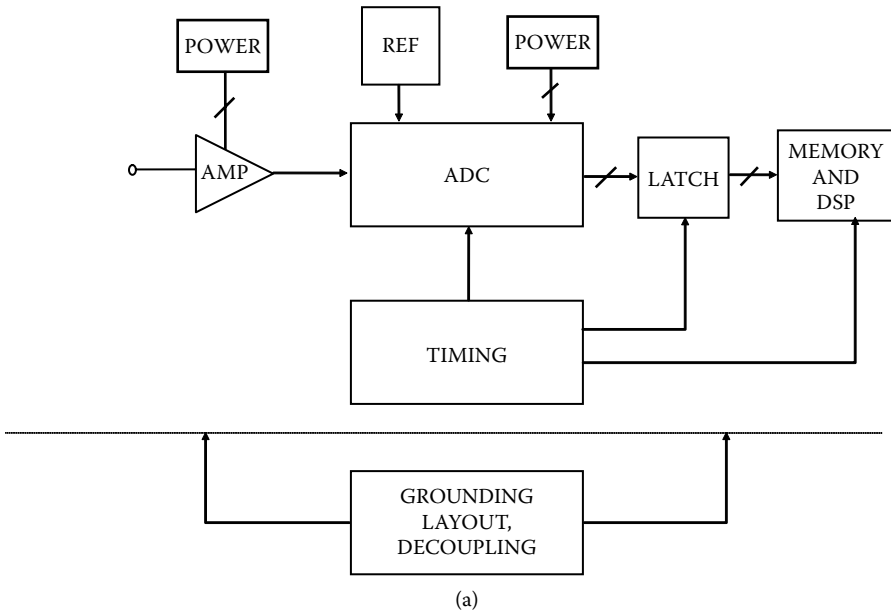 POWER
REF
POWER
AMP
ADC
LATCH
MEMORY
AND
DSP
TIMING
GROUNDING
LAYOUT,
DECOUPLING
(a)